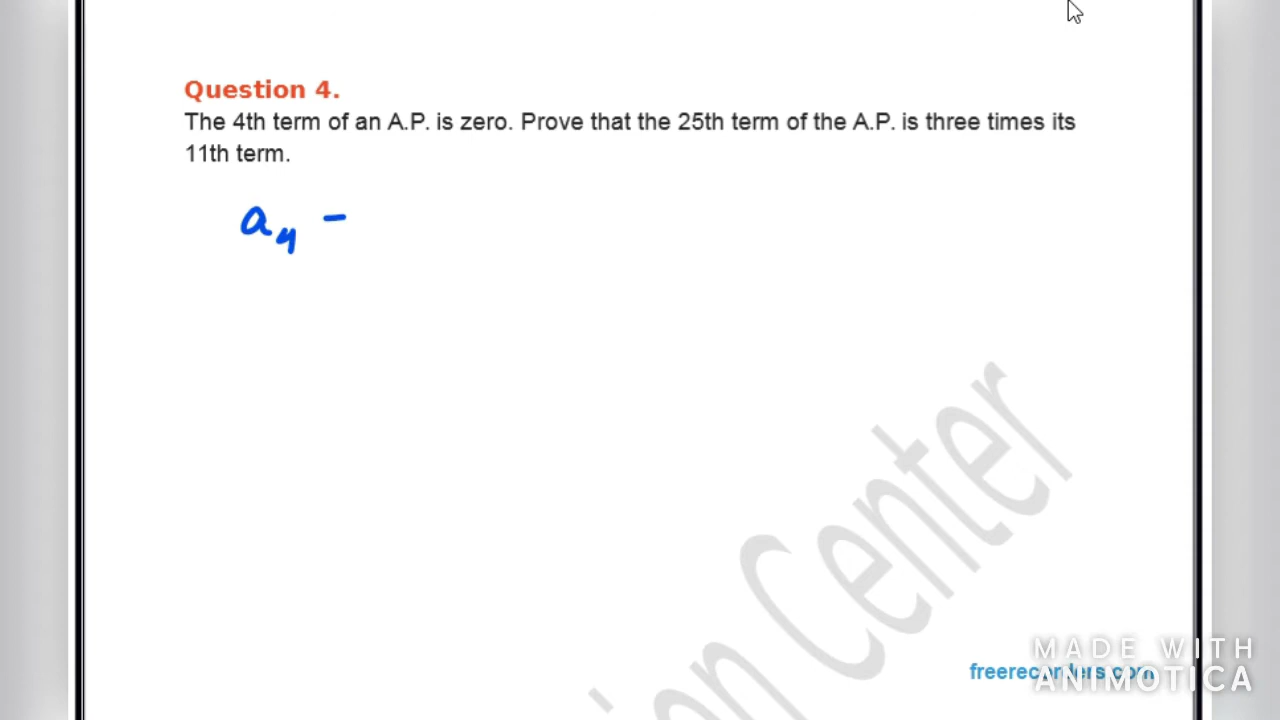 Question 4.
The 4th term of an A.P. is zero. Prove that the 25th term of the A.P. is three times its
11th term.
a₄ -
Center
MADE WITH
ANIMOTICA